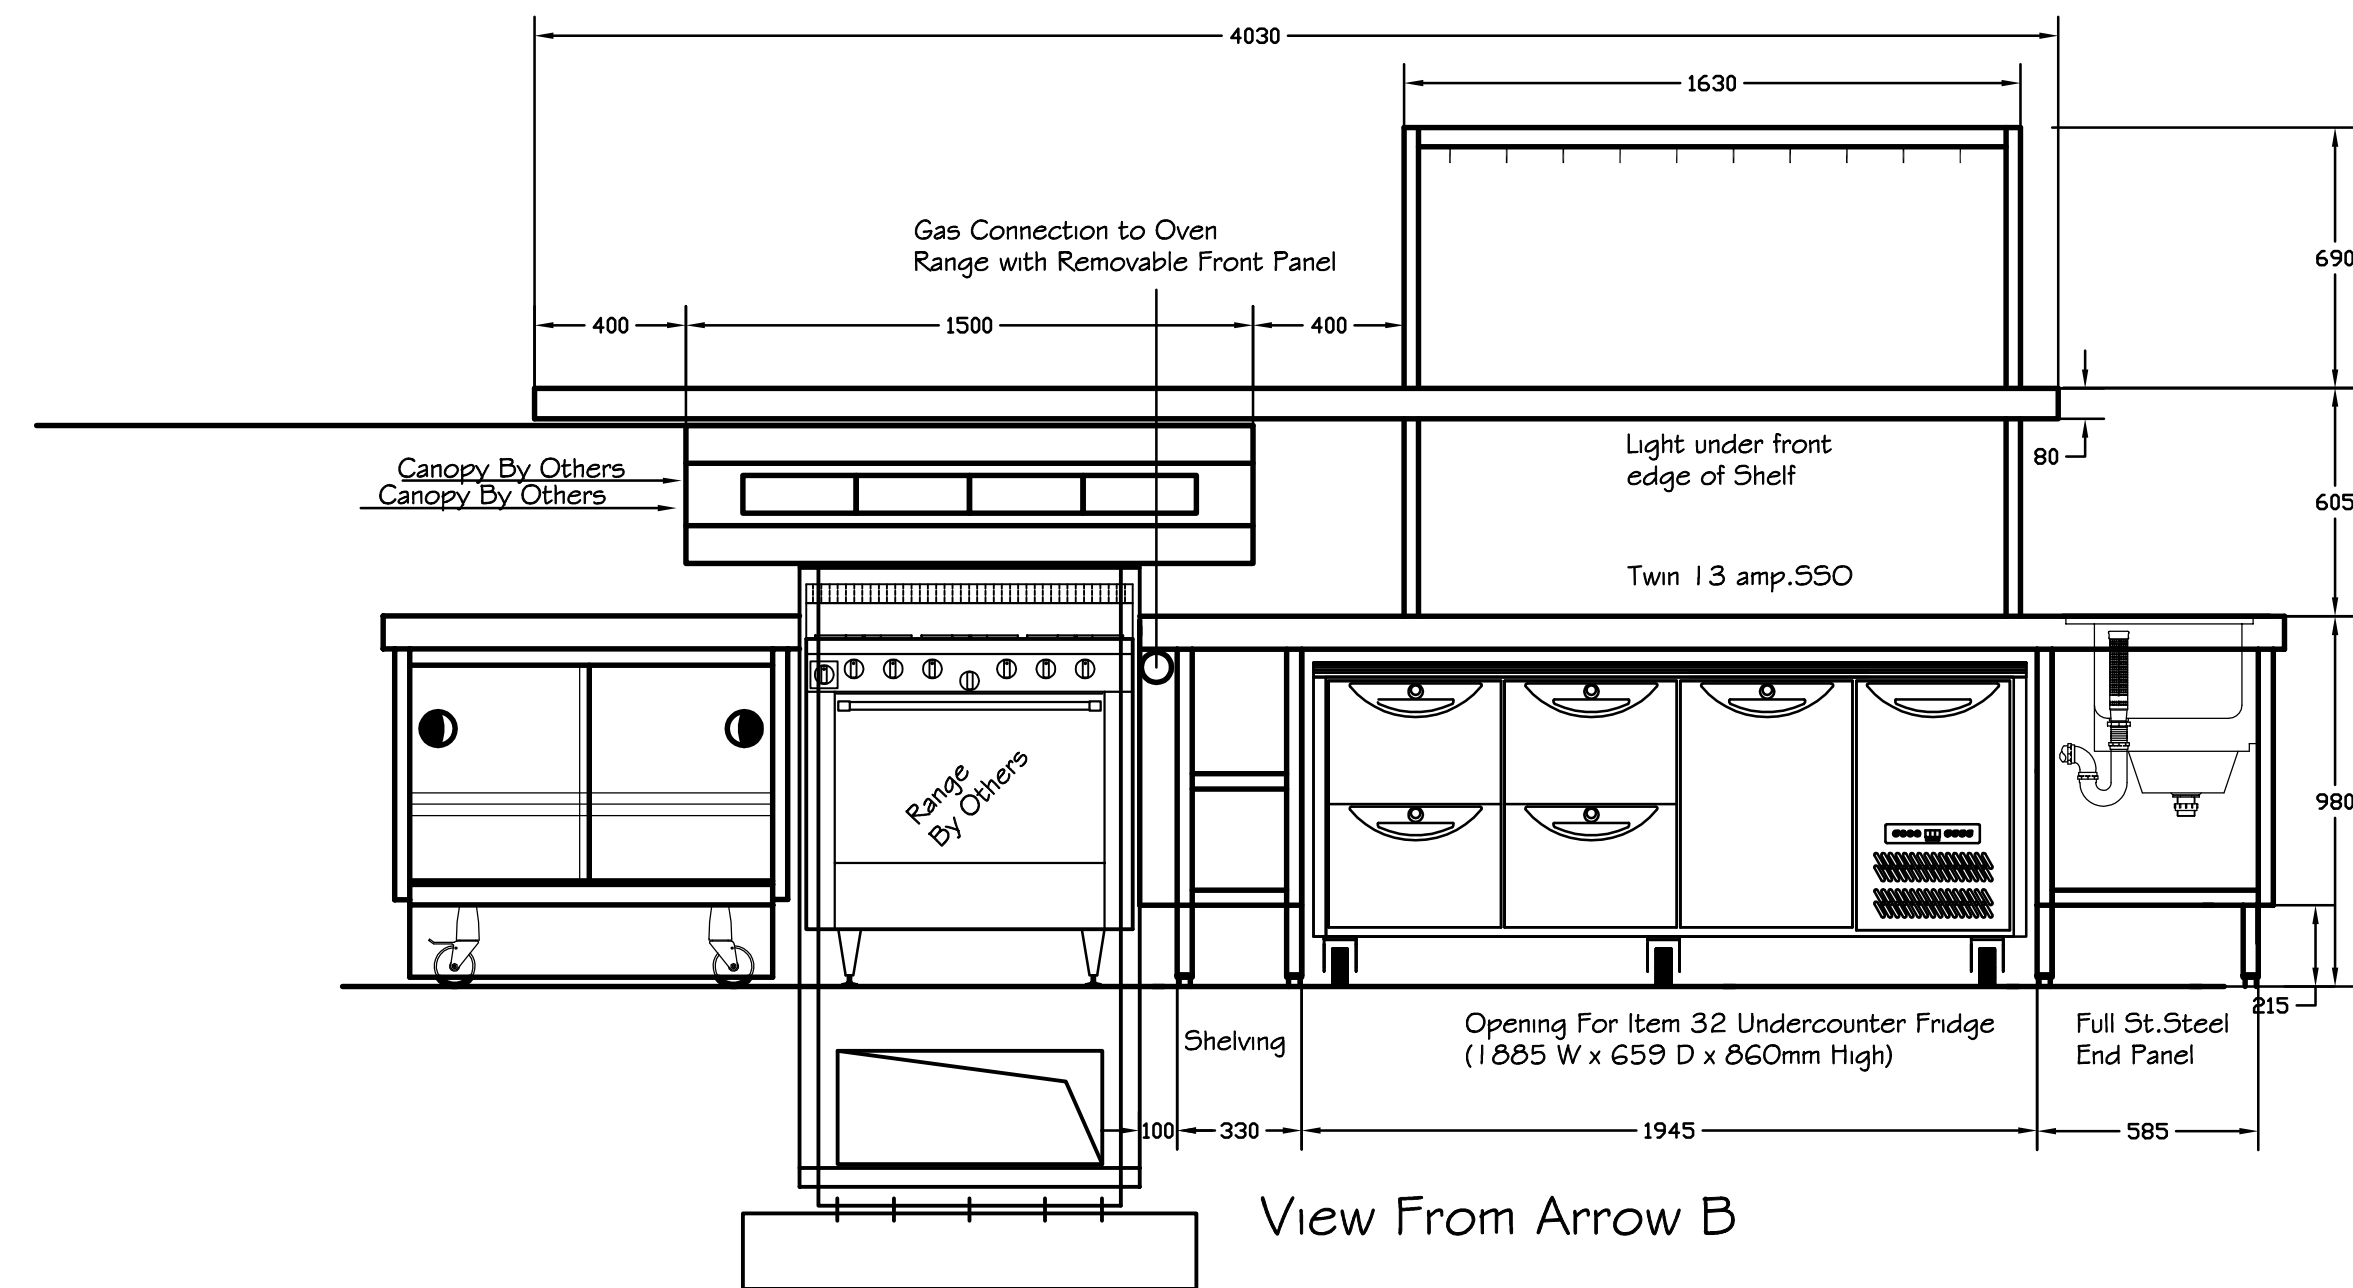 4030
1630
Gas Connection to Oven
Range with Removable Front Panel
690
400
1500
400
Light under front
edge of Shelf
80
Canopy By Others
Canopy By Others
605
Twin 13 amp.SSO
Range
By Others
980
215
Shelving
Opening For Item 32 Undercounter Fridge
(1885 W x 659 D x 860mm High)
Full St.Steel
End Panel
100
330
1945
585
View From Arrow B